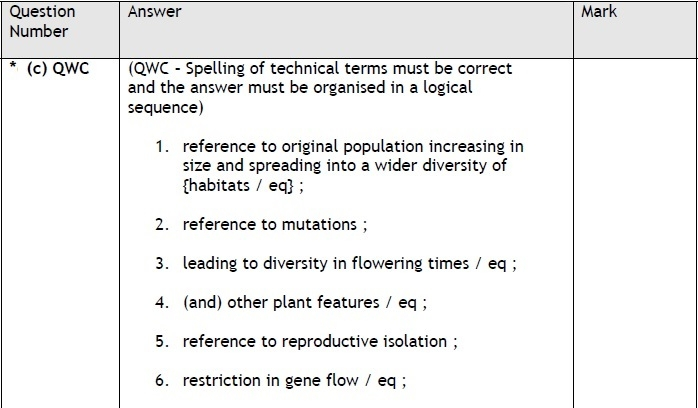 Question Number
Answer
Mark
* (c) QWC
(QWC - Spelling of technical terms must be correct
and the answer must be organised in a logical
sequence)
1. reference to original population increasing in
size and spreading into a wider diversity of
{habitats / eq} ;
2. reference to mutations ;
3. leading to diversity in flowering times / eq ;
4. (and) other plant features / eq ;
5. reference to reproductive isolation ;
6. restriction in gene flow / eq ;